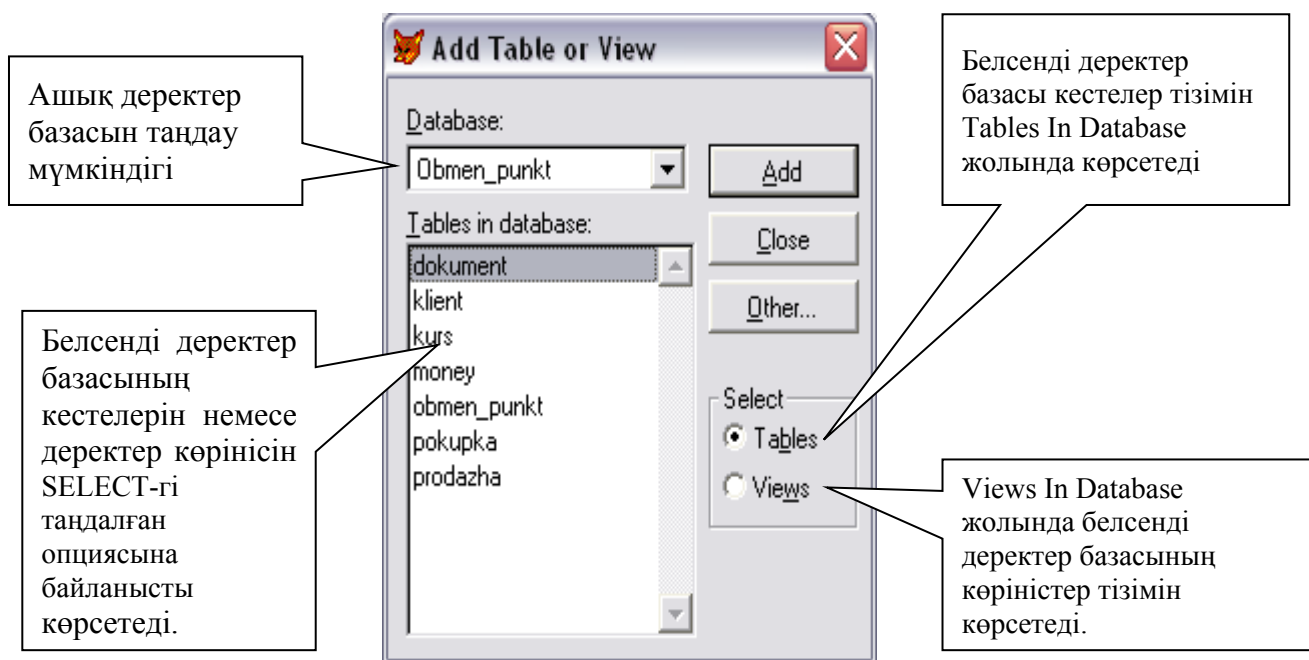 Ашық деректер
базасын таңдау
мүмкіндігі
Белсенді деректер
базасының
кестелерін немесе
деректер көрінісін
SELECT-гі
таңдалған
опциясына
байланысты
көрсетеді.
Add Table or View
Database:
Obmen_punkt
Add
Tables in database:
Close
dokument
klient
kurs
money
obmen_punkt
pokupka
prodazha
Other...
Select
Tables
Views
Белсенді деректер
базасы кестелер тізімін
Tables In Database
жолында көрсетеді
Views In Database
жолында белсенді
деректер базасының
көріністер тізімін
көрсетеді.